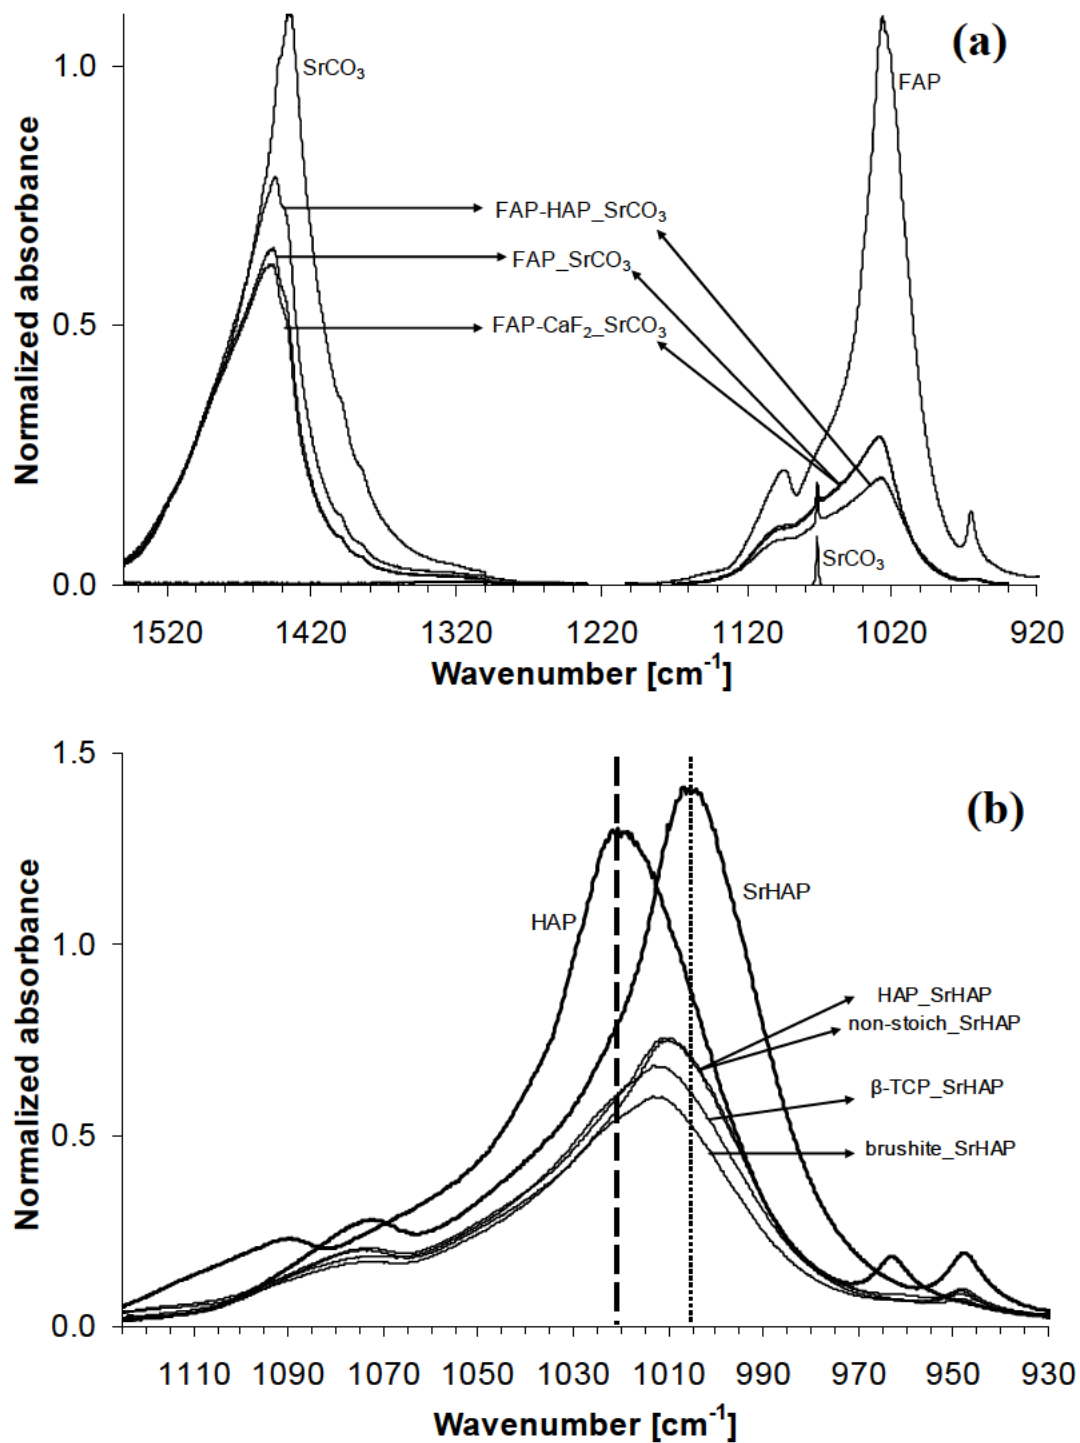 (a)
1.0
SrCO₃
FAP
Normalized absorbance
FAP-HAP_SrCO₃
FAP_SrCO₃
0.5
FAP-CaF₂_SrCO₃
SrCO₃
0.0
1520 1420 1320 1220 1120 1020 920
Wavenumber [cm⁻¹]
1.5
(b)
SrHAP
HAP
1.0
Normalized absorbance
HAP_SrHAP
non-stoich_SrHAP
β-TCP_SrHAP
0.5
brushite_SrHAP
0.0
1110 1090 1070 1050 1030 1010 990 970 950 930
Wavenumber [cm⁻¹]